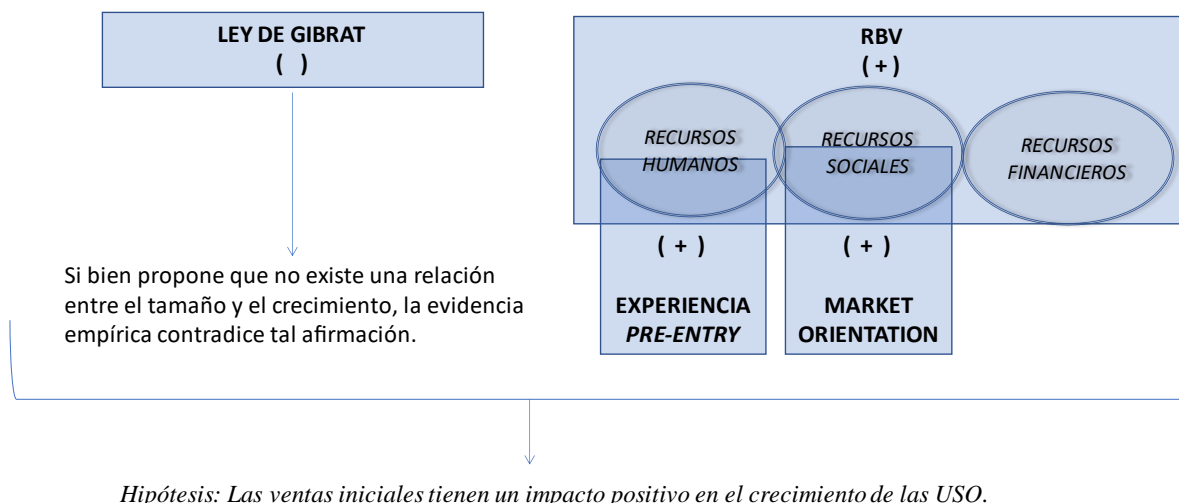 LEY DE GIBRAT
( )
Si bien propone que no existe una relación
entre el tamaño y el crecimiento, la evidencia
empírica contradice tal afirmación.
RBV
( + )
RECURSOS
HUMANOS
RECURSOS
SOCIALES
RECURSOS
FINANCIEROS
( + )
EXPERIENCIA
PRE-ENTRY
( + )
MARKET
ORIENTATION
Hipótesis: Las ventas iniciales tienen un impacto positivo en el crecimiento de las USO.